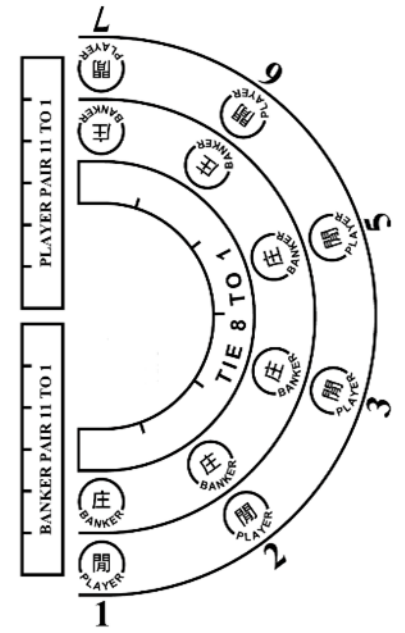 PLAYER PAIR 11 TO 1
BANKER PAIR 11 TO 1
TIE 8 TO 1
7
閒
PLAYER
庄
BANKER
6
閒
PLAYER
庄
BANKER
5
閒
PLAYER
庄
BANKER
3
閒
PLAYER
庄
BANKER
2
閒
PLAYER
庄
BANKER
1
閒
PLAYER
庄
BANKER